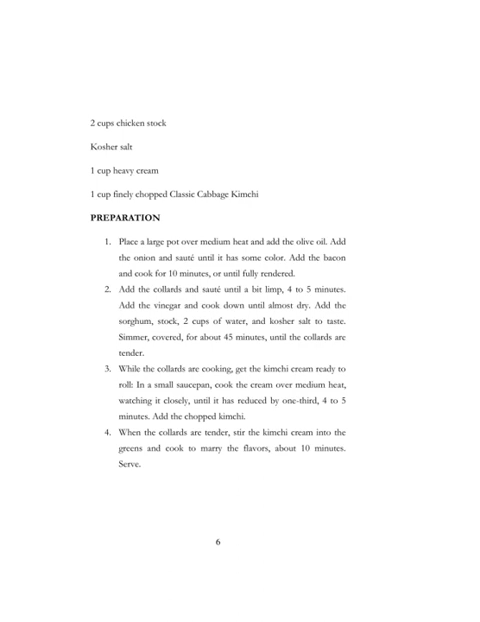 2 cups chicken stock
Kosher salt
1 cup heavy cream
1 cup finely chopped Classic Cabbage Kimchi
PREPARATION
1. Place a large pot over medium heat and add the olive oil. Add
the onion and sauté until it has some color. Add the bacon
and cook for 10 minutes, or until fully rendered.
2. Add the collards and sauté until a bit limp, 4 to 5 minutes.
Add the vinegar and cook down until almost dry. Add the
sorghum, stock, 2 cups of water, and kosher salt to taste.
Simmer, covered, for about 45 minutes, until the collards are
tender.
3. While the collards are cooking, get the kimchi cream ready to
roll: In a small saucepan, cook the cream over medium heat,
watching it closely, until it has reduced by one-third, 4 to 5
minutes. Add the chopped kimchi.
4. When the collards are tender, stir the kimchi cream into the
greens and cook to marry the flavors, about 10 minutes.
Serve.
6